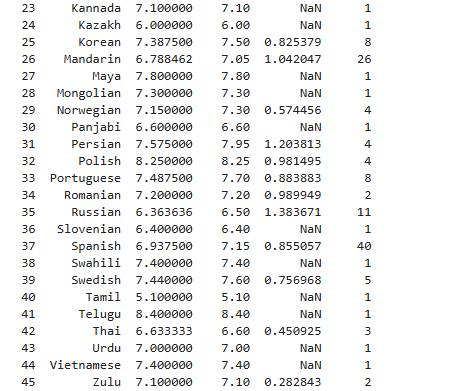 23 Kannada 7.100000 7.10 NaN 1
24 Kazakh 6.000000 6.00 NaN 1
25 Korean 7.387500 7.50 0.825379 8
26 Mandarin 6.788462 7.05 1.042047 26
27 Maya 7.800000 7.80 NaN 1
28 Mongolian 7.300000 7.30 NaN 1
29 Norwegian 7.150000 7.30 0.574456 4
30 Panjabi 6.600000 6.60 NaN 1
31 Persian 7.575000 7.95 1.203813 4
32 Polish 8.250000 8.25 0.981495 4
33 Portuguese 7.487500 7.70 0.883883 8
34 Romanian 7.200000 7.20 0.989949 2
35 Russian 6.363636 6.50 1.383671 11
36 Slovenian 6.400000 6.40 NaN 1
37 Spanish 6.937500 7.15 0.855057 40
38 Swahili 7.400000 7.40 NaN 1
39 Swedish 7.440000 7.60 0.756968 5
40 Tamil 5.100000 5.10 NaN 1
41 Telugu 8.400000 8.40 NaN 1
42 Thai 6.633333 6.60 0.450925 3
43 Urdu 7.000000 7.00 NaN 1
44 Vietnamese 7.400000 7.40 NaN 1
45 Zulu 7.100000 7.10 0.282843 2